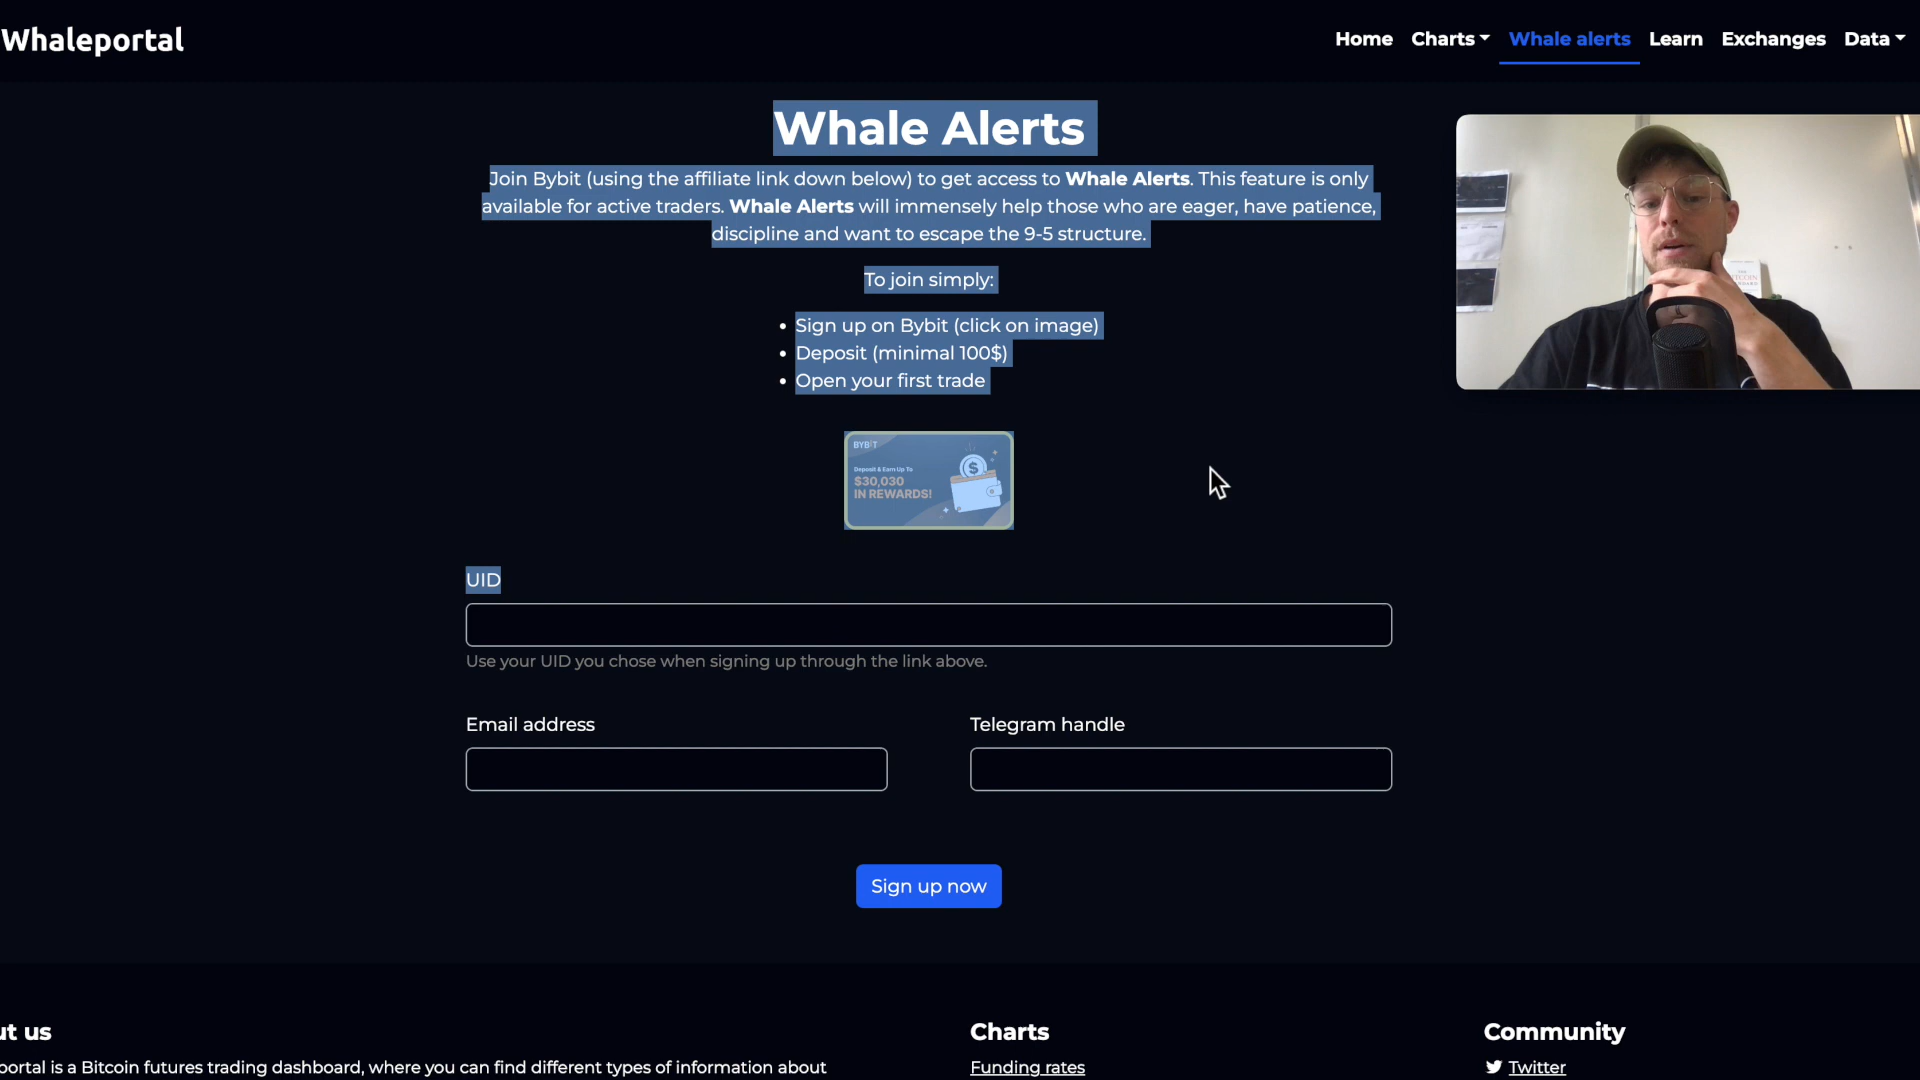 Whaleportal
Home Charts Whale alerts Learn Exchanges Data
Whale Alerts
Join Bybit (using the affiliate link down below) to get access to Whale Alerts. This feature is only
available for active traders. Whale Alerts will immensely help those who are eager, have patience,
discipline and want to escape the 9-5 structure.
To join simply:
Sign up on Bybit (click on image)
Deposit (minimal 100$)
Open your first trade
BYBIT
Deposit & Earn Up To
$30,030
IN REWARDS!
UID
Use your UID you chose when signing up through the link above.
Email address
Telegram handle
Sign up now
ut us
portal is a Bitcoin futures trading dashboard, where you can find different types of information about
Charts
Funding rates
Community
Twitter